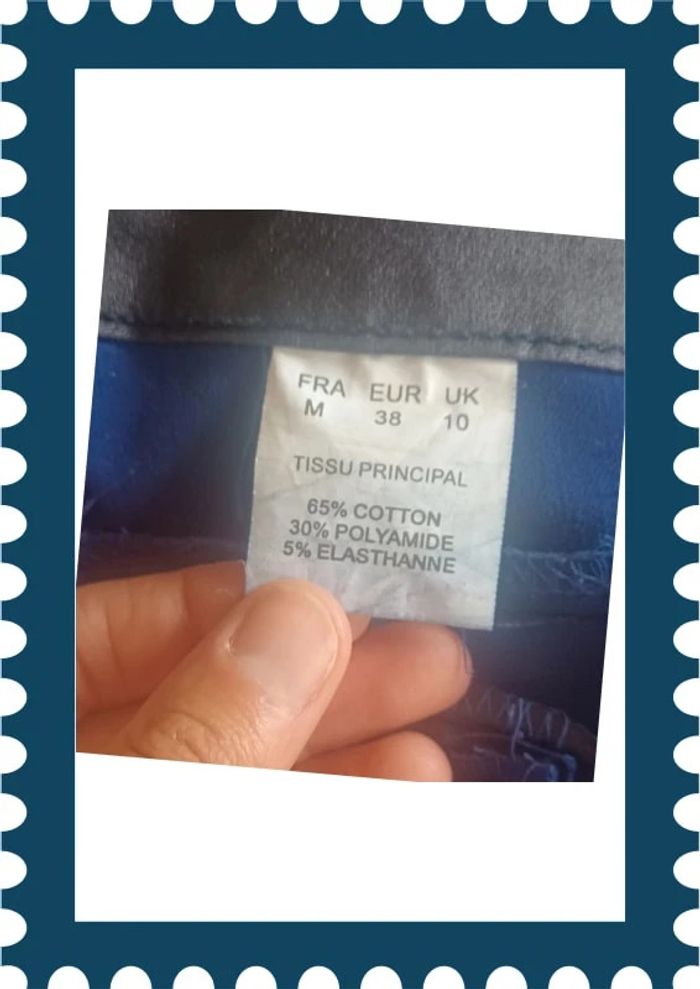 FRA EUR UK
M 38 10
TISSU PRINCIPAL
65% COTTON
30% POLYAMIDE
5% ELASTHANNE